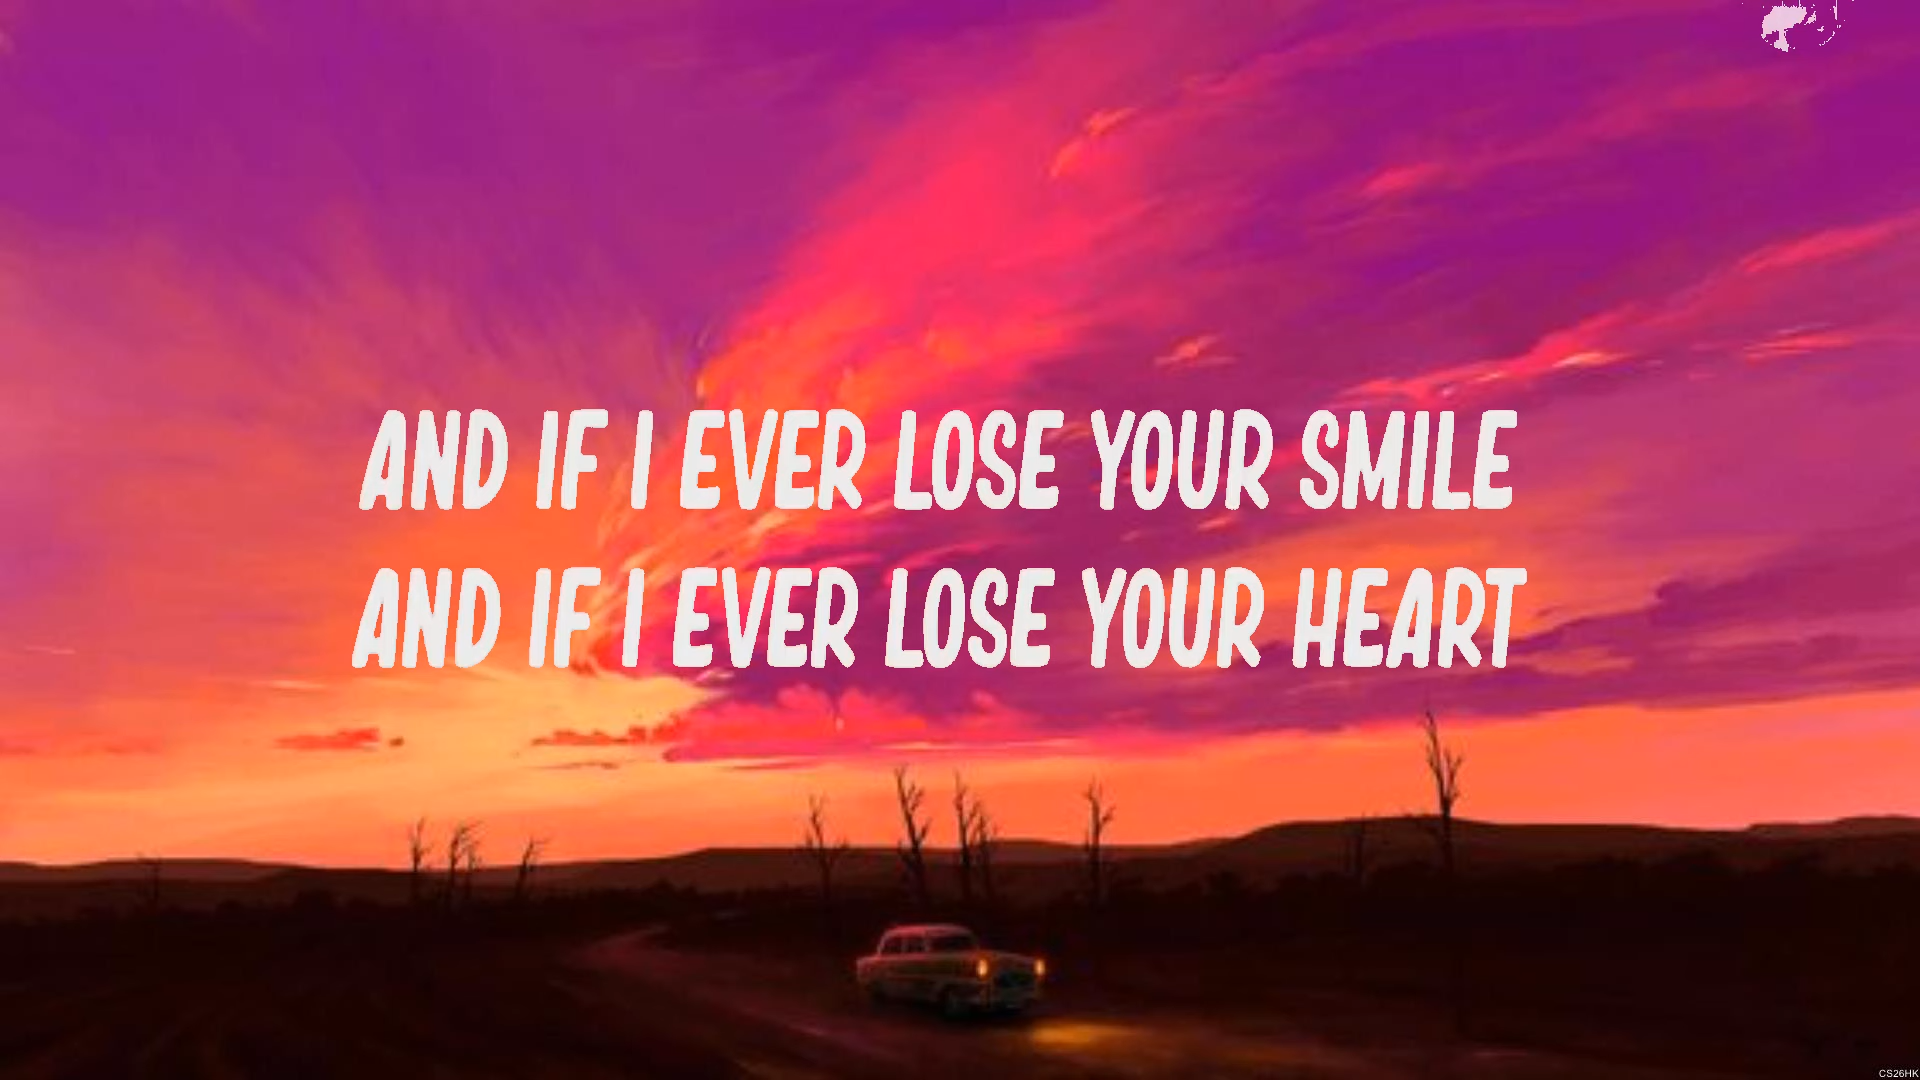 AND IF I EVER LOSE YOUR SMILE
AND IF I EVER LOSE YOUR HEART
CS26HK